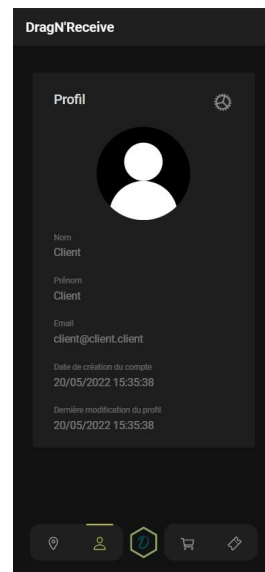 DragN'Receive
Profil
Nom
Client
Prénom
Client
Email
client@client.client
Date de création du compte
20/05/2022 15:35:38
Dernière modification du profil
20/05/2022 15:35:38
D